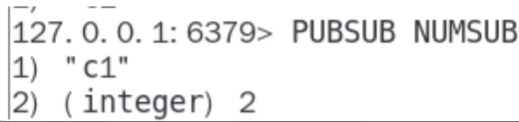 127.0.0.1:6379> PUBSUB NUMSUB
1) "c1"
2) (integer) 2